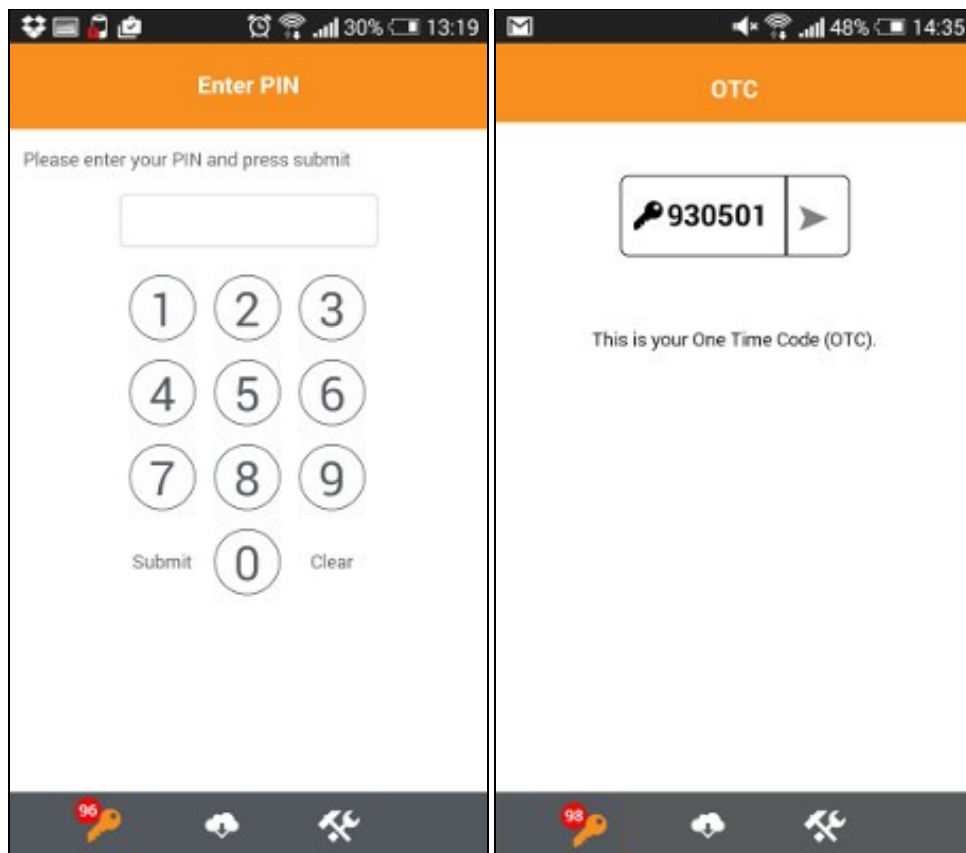 30% 13:19
Enter PIN
Please enter your PIN and press submit
1 2 3
4 5 6
7 8 9
Submit 0 Clear
96
48% 14:35
OTC
930501
This is your One Time Code (OTC).
98